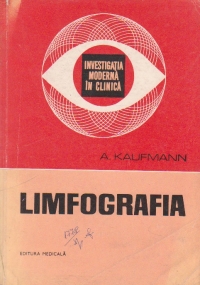 INVESTIGAȚIA
MODERNĂ
ÎN CLINICĂ
A. KAUFMANN
LIMFOGRAFIA
EDITURA MEDICALĂ